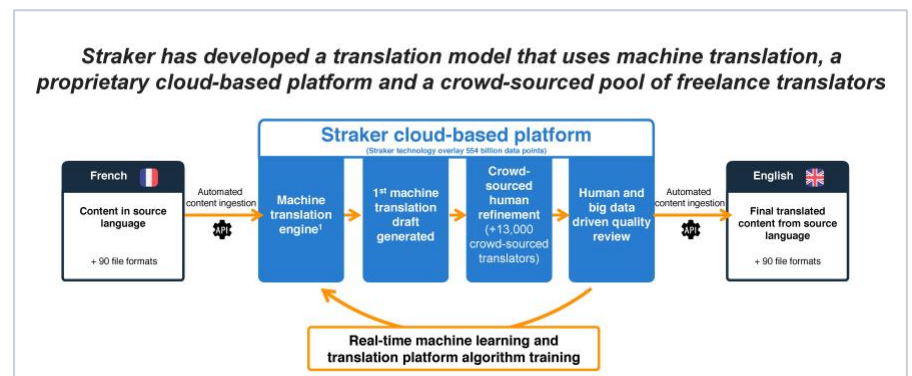 Straker has developed a translation model that uses machine translation, a
proprietary cloud-based platform and a crowd-sourced pool of freelance translators
Straker cloud-based platform
(Straker technology overlay 554 billion data points)
French
Content in source
language
+ 90 file formats
Automated
content ingestion
API
Machine
translation
engine¹
1st machine
translation
draft
generated
Crowd-
sourced
human
refinement
(+13,000
crowd-sourced
translators)
Human and
big data
driven quality
review
Automated
content ingestion
API
English
Final translated
content from source
language
+ 90 file formats
Real-time machine learning and
translation platform algorithm training